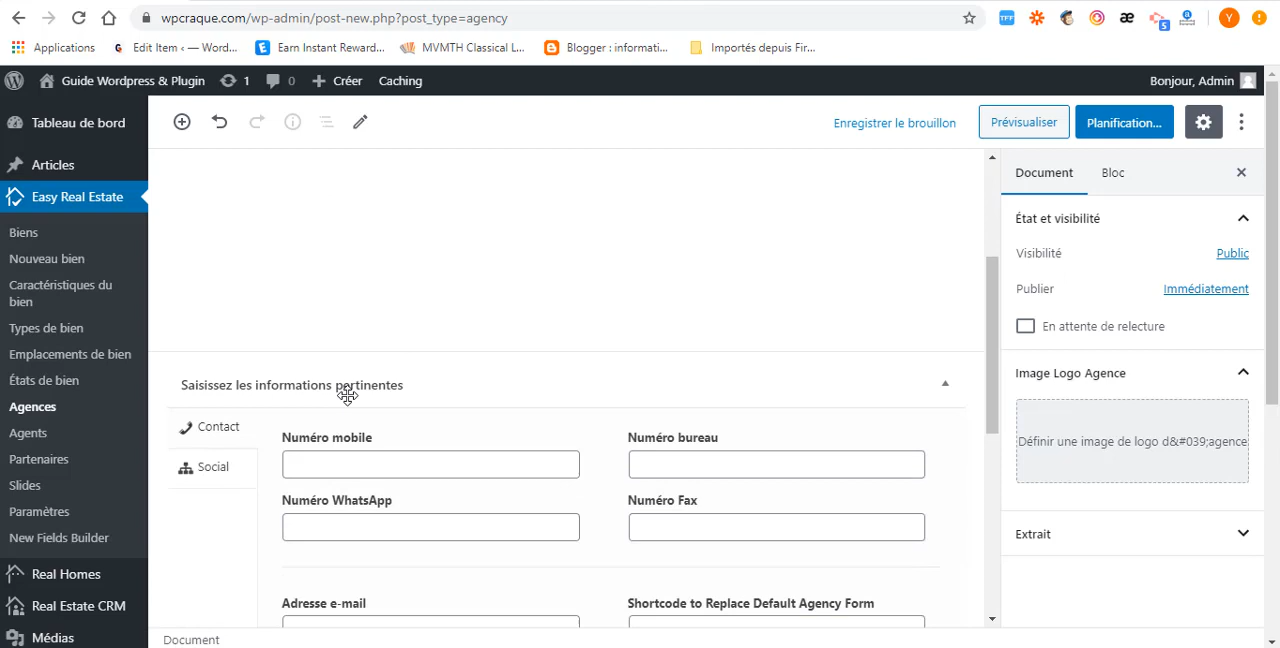 wpcraque.com/wp-admin/post-new.php?post_type=agency
TFF
æ
5
Y
Applications
G Edit Item ‹ — Word...
Earn Instant Reward...
MVMTH Classical L...
Blogger : informati...
Importés depuis Fir...
Guide Wordpress & Plugin
1
0
Créer
Caching
Bonjour, Admin
Tableau de bord
Articles
Easy Real Estate
Biens
Nouveau bien
Caractéristiques du
bien
Types de bien
Emplacements de bien
États de bien
Agences
Agents
Partenaires
Slides
Paramètres
New Fields Builder
Real Homes
Real Estate CRM
Médias
Enregistrer le brouillon
Prévisualiser
Planification...
Saisissez les informations pertinentes
Contact
Social
Numéro mobile
Numéro bureau
Numéro WhatsApp
Numéro Fax
Adresse e-mail
Shortcode to Replace Default Agency Form
Document
Document
Bloc
État et visibilité
Visibilité
Public
Publier
Immédiatement
En attente de relecture
Image Logo Agence
Définir une image de logo d&#039;agence
Extrait